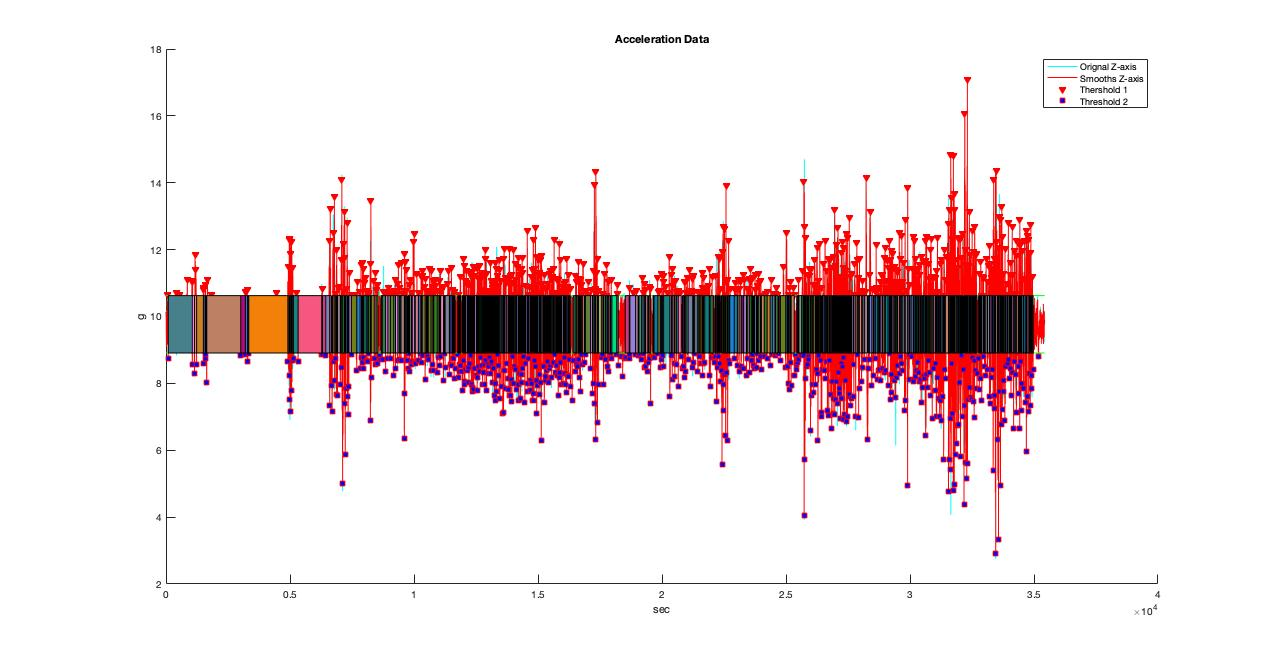 Acceleration Data
18
16
14
12
10
8
6
4
2
g
Orignal Z-axis
Smooths Z-axis
Thershold 1
Threshold 2
0 0.5 1 1.5 2 2.5 3 3.5 4
sec
×10^4